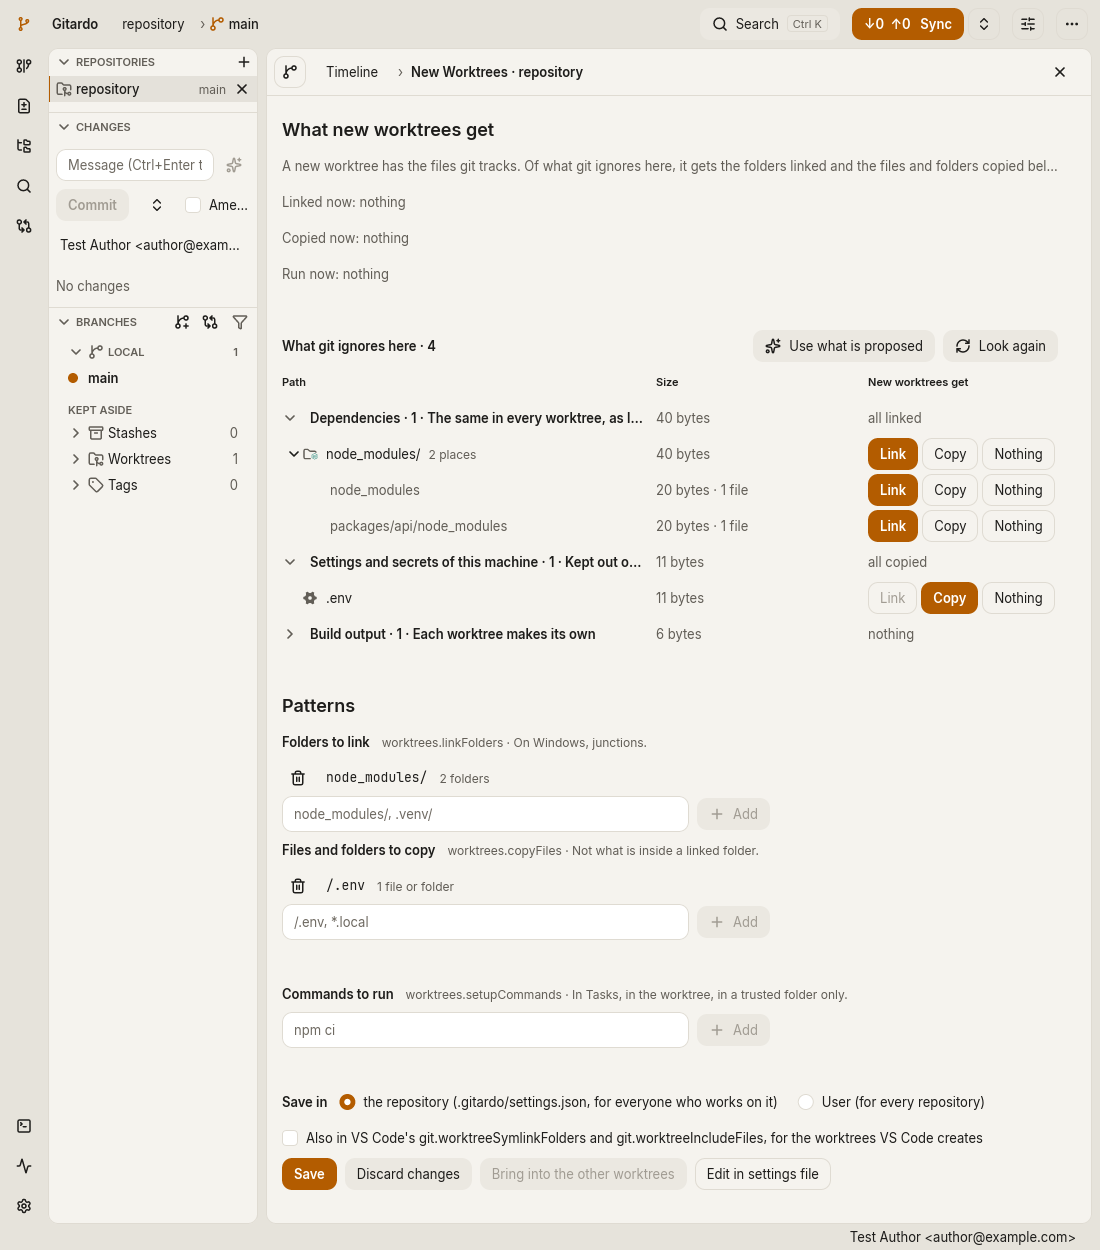 Gitardo repository › main Search Ctrl K ↓0 ↑0 Sync
REPOSITORIES
repository main
CHANGES
Message (Ctrl+Enter t
Commit Ame...
Test Author <author@exam...
No changes
BRANCHES
LOCAL 1
main
KEPT ASIDE
Stashes 0
Worktrees 1
Tags 0
Timeline › New Worktrees · repository
What new worktrees get
A new worktree has the files git tracks. Of what git ignores here, it gets the folders linked and the files and folders copied bel...
Linked now: nothing
Copied now: nothing
Run now: nothing
What git ignores here · 4 Use what is proposed Look again
Path Size New worktrees get
Dependencies · 1 · The same in every worktree, as l... 40 bytes all linked
node_modules/ 2 places 40 bytes Link Copy Nothing
node_modules 20 bytes · 1 file Link Copy Nothing
packages/api/node_modules 20 bytes · 1 file Link Copy Nothing
Settings and secrets of this machine · 1 · Kept out o... 11 bytes all copied
.env 11 bytes Link Copy Nothing
Build output · 1 · Each worktree makes its own 6 bytes nothing
Patterns
Folders to link worktrees.linkFolders · On Windows, junctions.
node_modules/ 2 folders
node_modules/, .venv/ Add
Files and folders to copy worktrees.copyFiles · Not what is inside a linked folder.
/.env 1 file or folder
/.env, *.local Add
Commands to run worktrees.setupCommands · In Tasks, in the worktree, in a trusted folder only.
npm ci Add
Save in the repository (.gitardo/settings.json, for everyone who works on it) User (for every repository)
Also in VS Code's git.worktreeSymlinkFolders and git.worktreeIncludeFiles, for the worktrees VS Code creates
Save Discard changes Bring into the other worktrees Edit in settings file
Test Author <author@example.com>